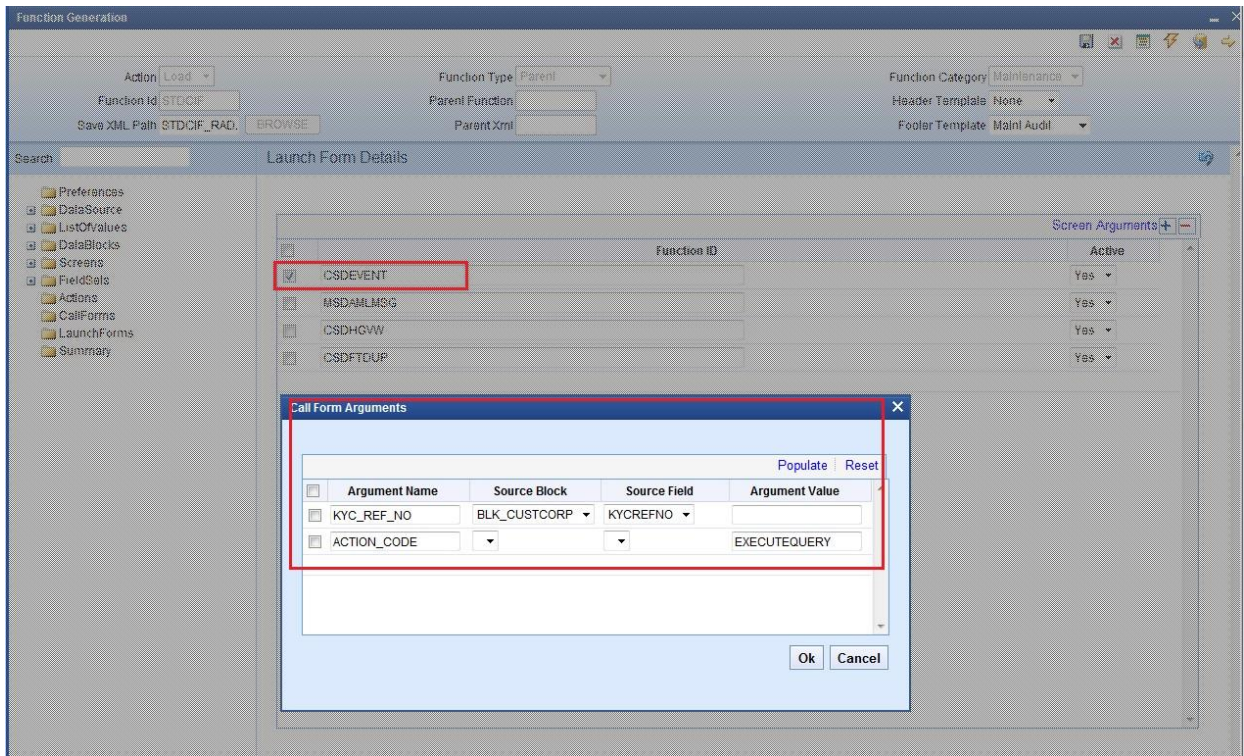 Function Generation
Action Load Function Type Parent Function Category Maintenance
Function Id STDCIF Parent Function Header Template None
Save XML Path STDCIF_RAD. BROWSE Parent Xml Footer Template Maint Audit
Search Launch Form Details
Preferences
DataSource
ListOfValues
DataBlocks
Screens
FieldSets
Actions
CallForms
LaunchForms
Summary
Screen Arguments
Function ID Active
CSDEVENT Yes
MSDAMLMSG Yes
CSDHGVW Yes
CSDFTDUP Yes
Call Form Arguments
Populate Reset
Argument Name Source Block Source Field Argument Value
KYC_REF_NO BLK_CUSTCORP KYCREFNO
ACTION_CODE EXECUTEQUERY
Ok Cancel